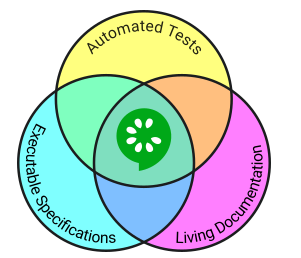 Automated Tests
Executable Specifications
Living Documentation